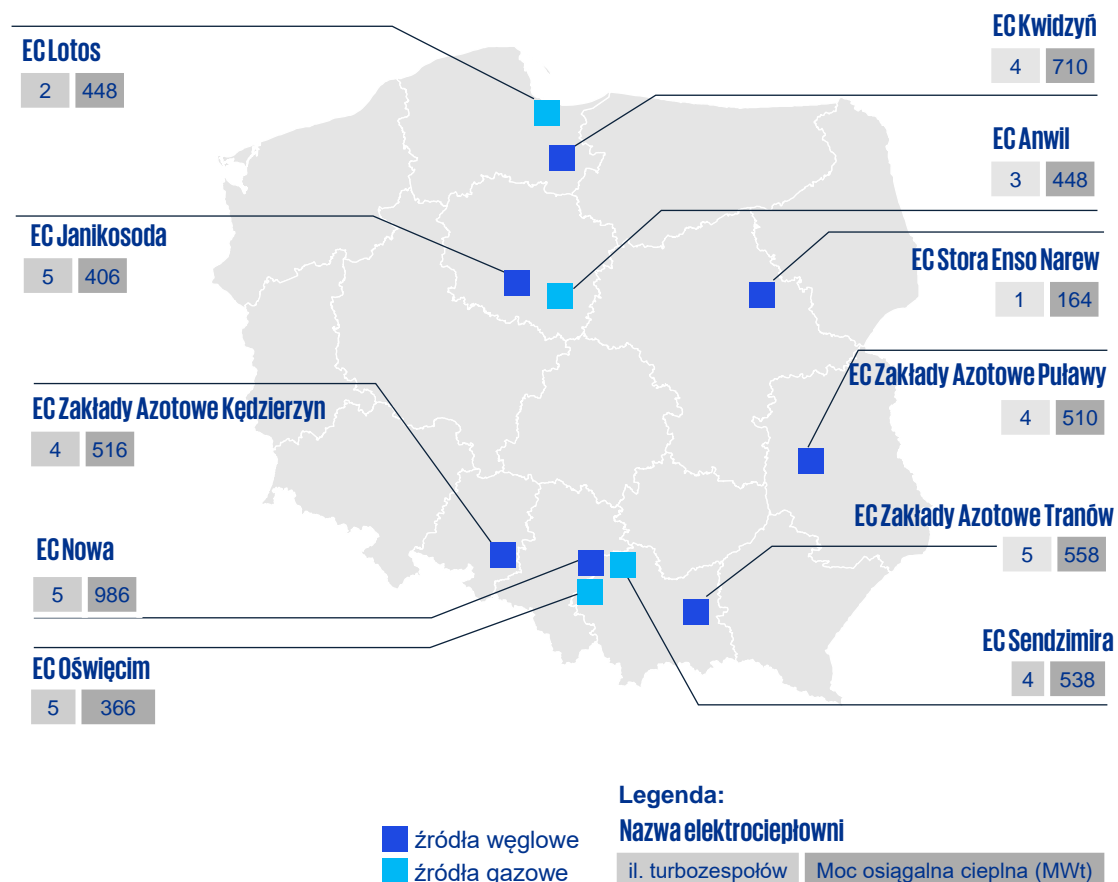 EC Lotos
2 448
EC Kwidzyń
4 710
EC Anwil
3 448
EC Janikosoda
5 406
EC Stora Enso Narew
1 164
EC Zakłady Azotowe Puławy
4 510
EC Zakłady Azotowe Kędzierzyn
4 516
EC Zakłady Azotowe Tranów
5 558
EC Nowa
5 986
EC Sendzimira
4 538
EC Oświęcim
5 366
Legenda:
Nazwa elektrociepłowni
źródła węglowe
źródła gazowe
il. turbozespołów Moc osiągalna cieplna (MWt)